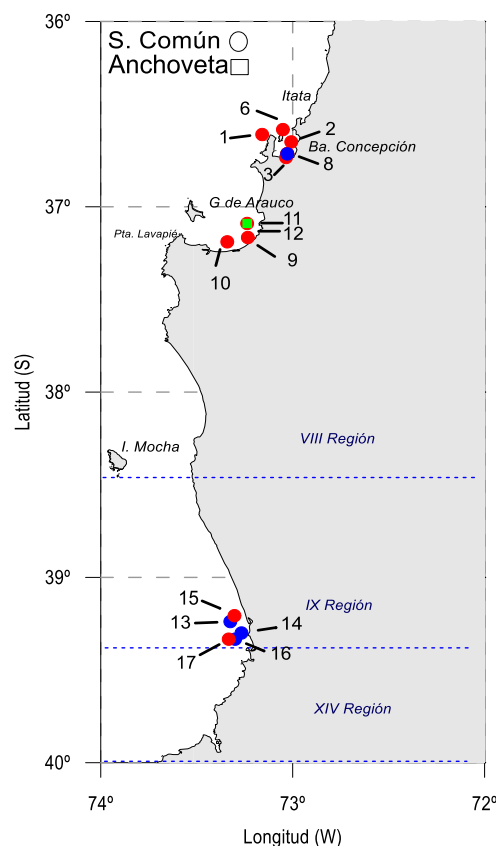 36º
S. Común
Anchoveta
Itata
6
1
2
Ba. Concepción
8
3
37º
G de Arauco
11
Pta. Lavapié
12
9
10
Latitud (S)
38º
VIII Región
I. Mocha
39º
15
IX Región
13
14
17
16
XIV Región
40º
74º
73º
72º
Longitud (W)